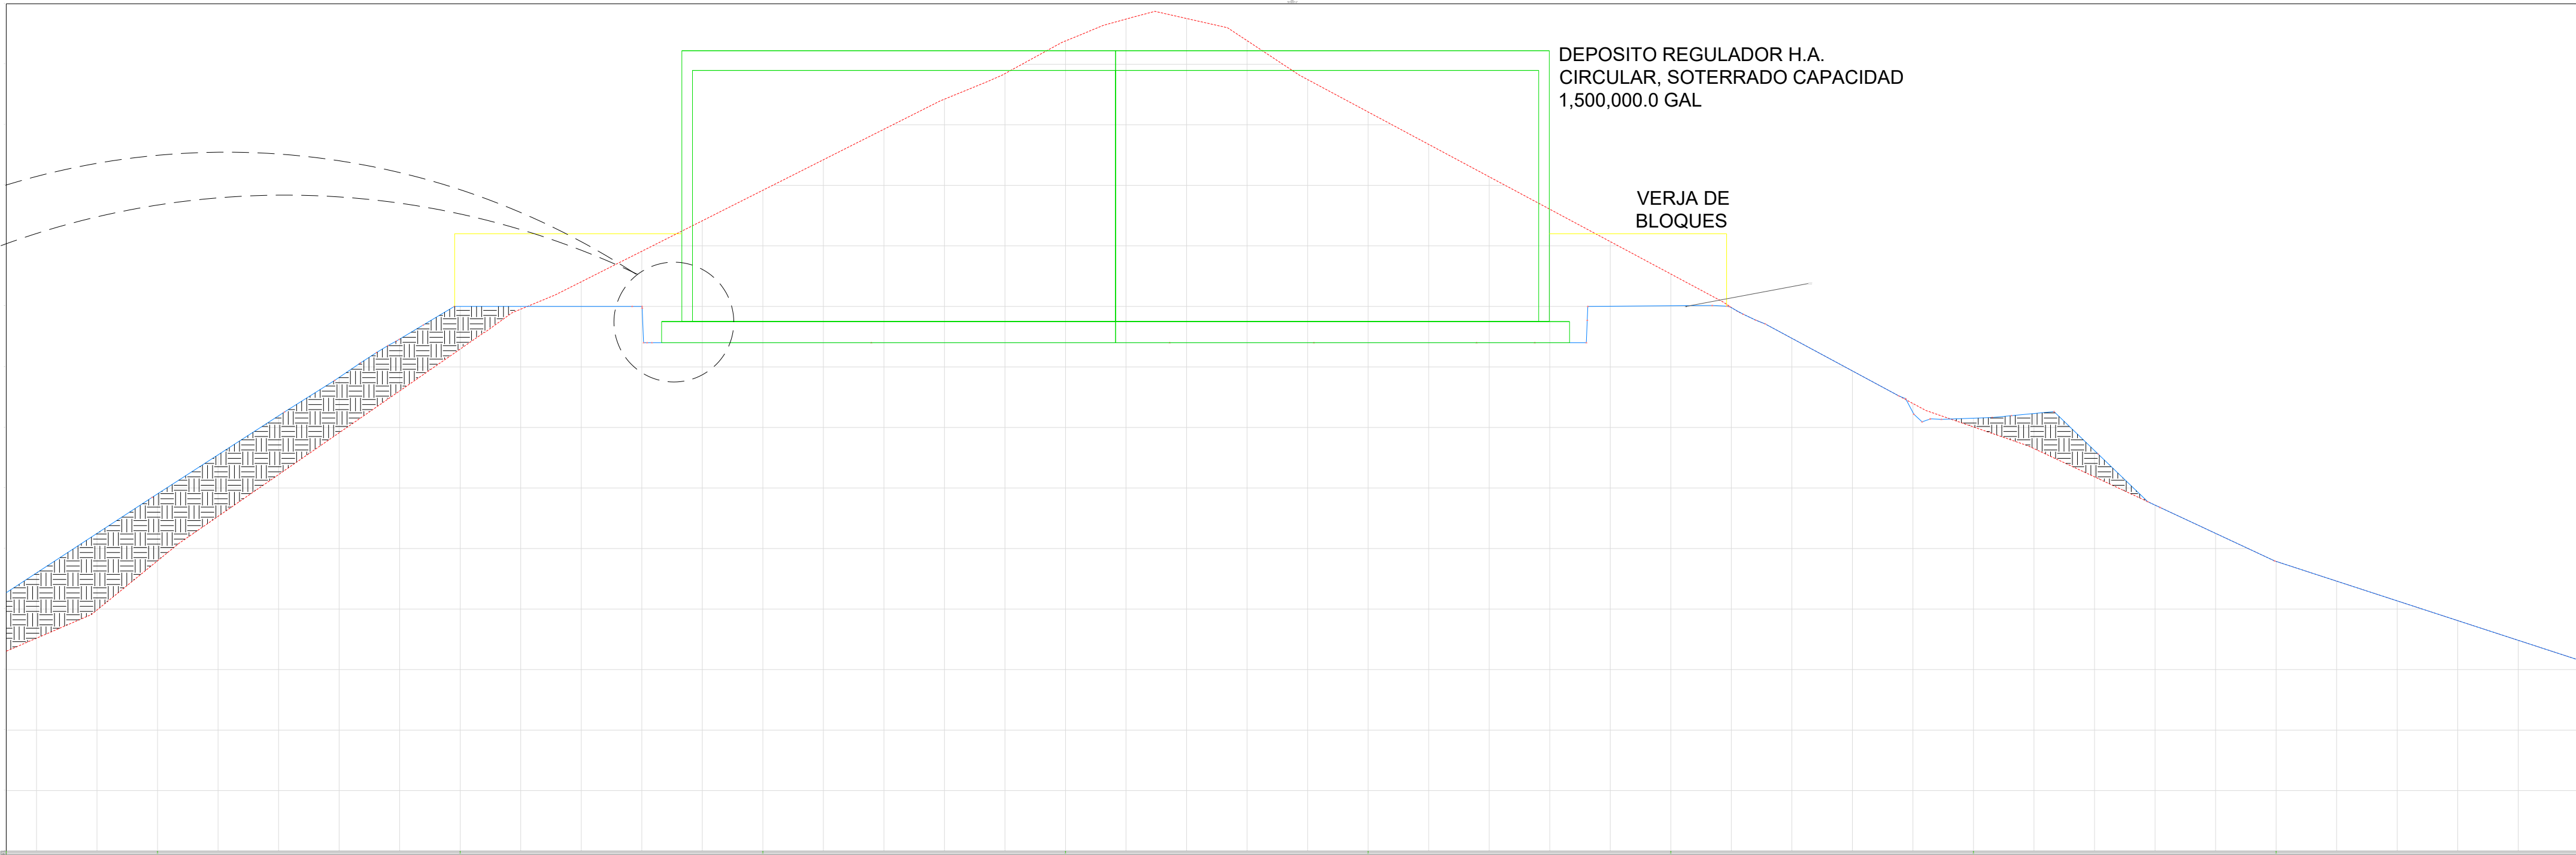 DEPOSITO REGULADOR H.A.
CIRCULAR, SOTERRADO CAPACIDAD
1,500,000.0 GAL
VERJA DE
BLOQUES